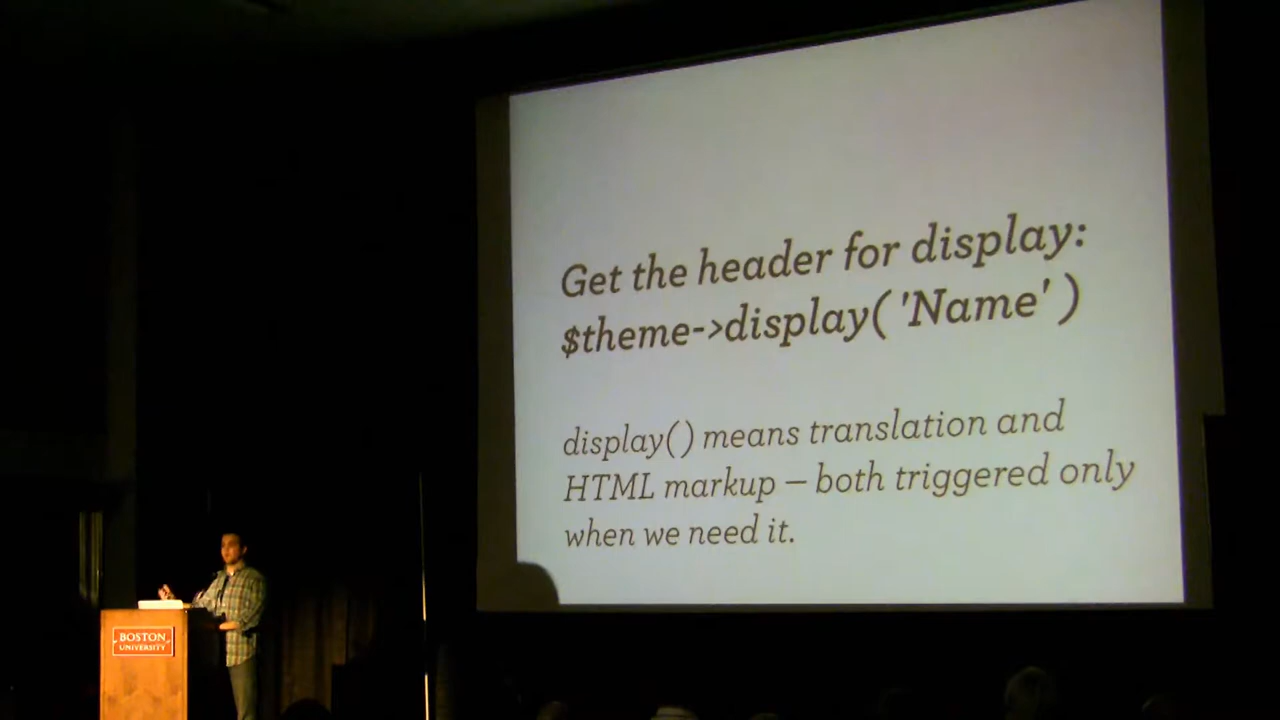 Get the header for display:
$theme->display( 'Name' )
display() means translation and
HTML markup – both triggered only
when we need it.
BOSTON
UNIVERSITY